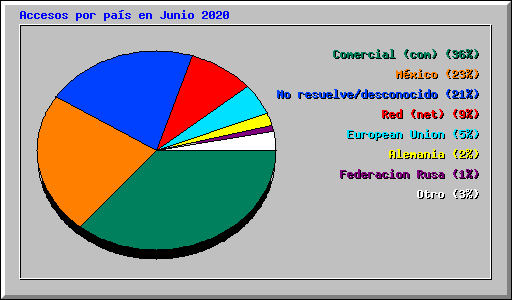 Accesos por país en Junio 2020
Comercial (com) (36%)
México (23%)
No resuelve/desconocido (21%)
Red (net) (9%)
European Union (5%)
Alemania (2%)
Federacion Rusa (1%)
Otro (3%)